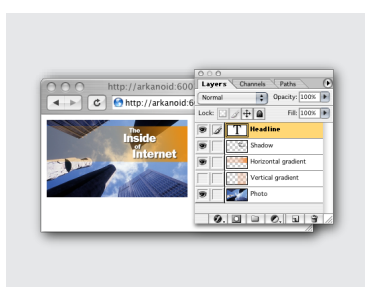 http://arkanoid:600
http://arkanoid:6
The
Inside
of
Internet
Layers Channels Paths
Normal Opacity: 100%
Lock: Fill: 100%
T Headline
Shadow
Horizontal gradient
Vertical gradient
Photo